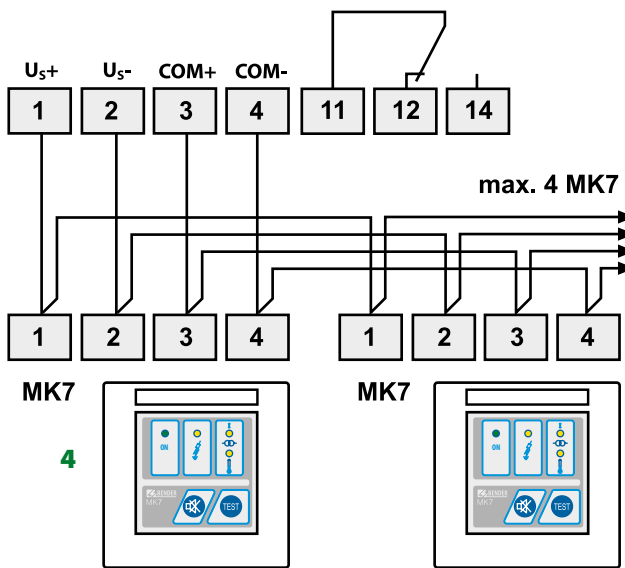 Us+ Us- COM+ COM-
1 2 3 4 11 12 14
max. 4 MK7
1 2 3 4 1 2 3 4
MK7 MK7
4
ON I ON I
BENDER BENDER
MK7 TEST MK7 TEST